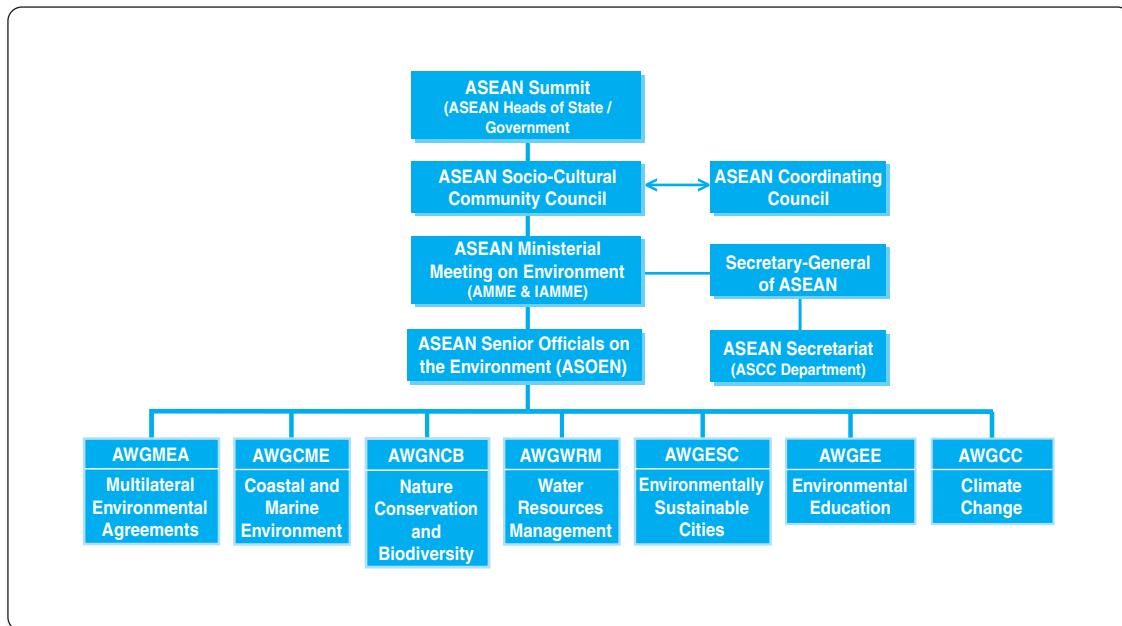 ASEAN Summit
(ASEAN Heads of State /
Government
ASEAN Socio-Cultural
Community Council
ASEAN Coordinating
Council
ASEAN Ministerial
Meeting on Environment
(AMME & IAMME)
Secretary-General
of ASEAN
ASEAN Senior Officials on
the Environment (ASOEN)
ASEAN Secretariat
(ASCC Department)
AWGMEA
Multilateral
Environmental
Agreements
AWGCME
Coastal and
Marine
Environment
AWGNCB
Nature
Conservation
and
Biodiversity
AWGWRM
Water
Resources
Management
AWGESC
Environmentally
Sustainable
Cities
AWGEE
Environmental
Education
AWGCC
Climate
Change